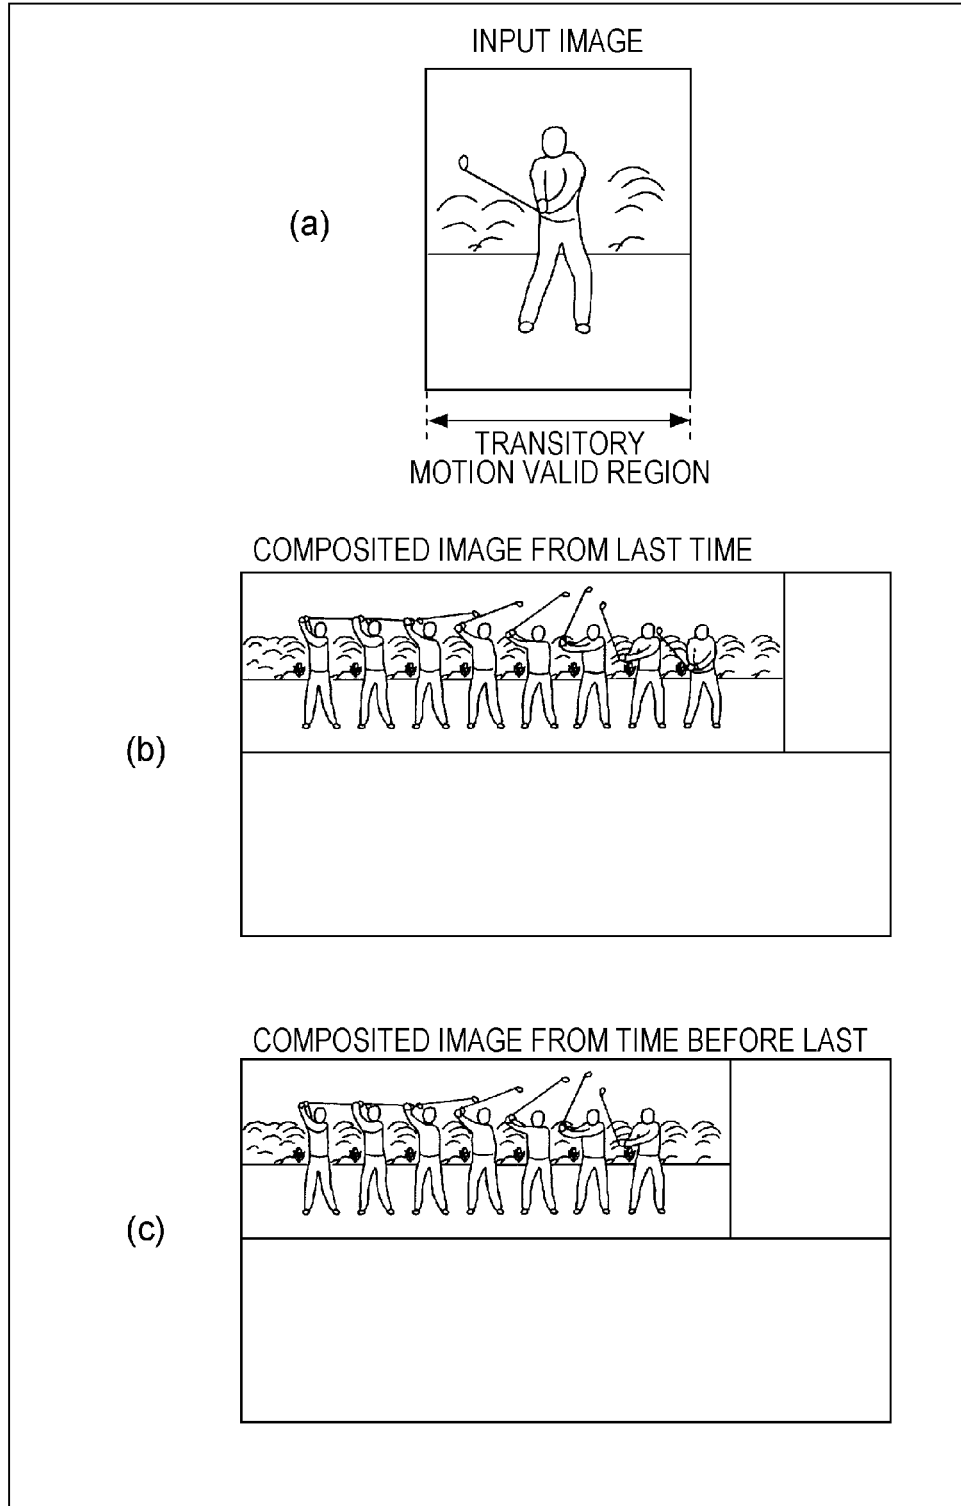 INPUT IMAGE
(a)
TRANSITORY
MOTION VALID REGION
COMPOSITED IMAGE FROM LAST TIME
(b)
COMPOSITED IMAGE FROM TIME BEFORE LAST
(c)